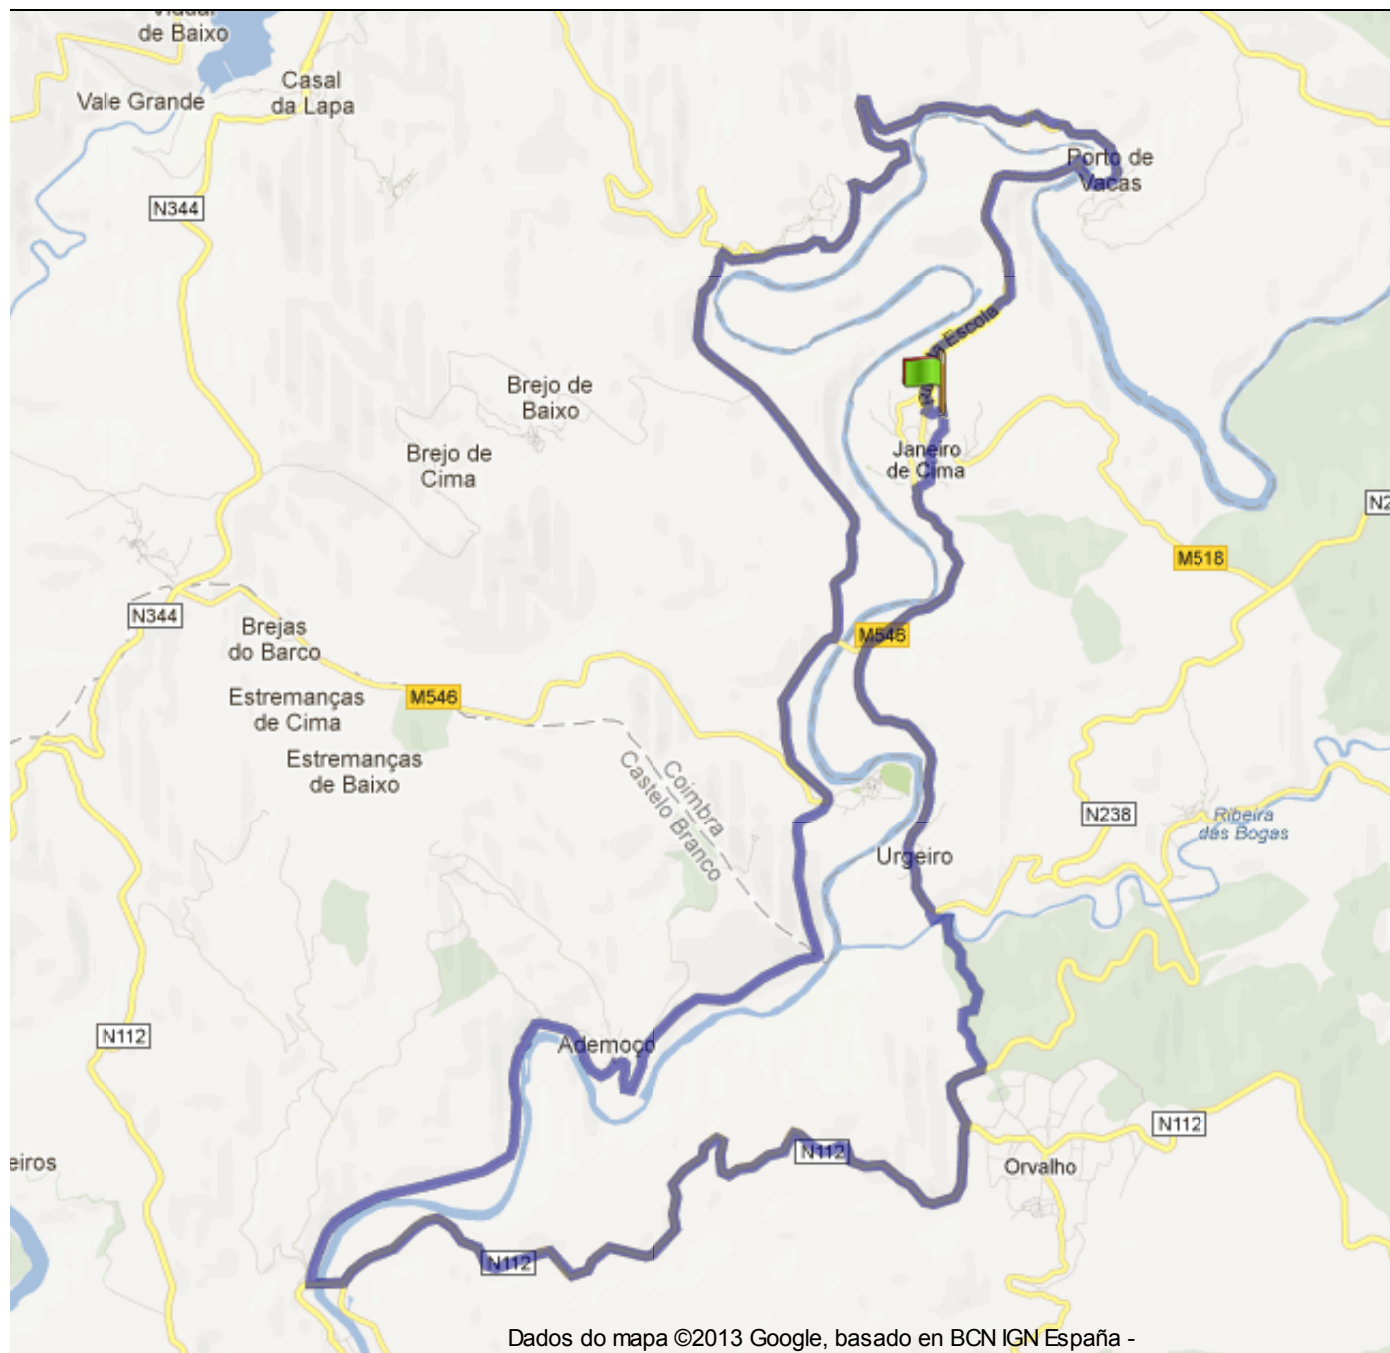 Vidual
de Baixo
Casal
da Lapa
Vale Grande
N344
Porto de
Vacas
Escola
Brejo de
Baixo
Brejo de
Cima
Janeiro
de Cima
N2
M518
N344
Brejas
do Barco
M546
Estremanças
de Cima
M546
Estremanças
de Baixo
Coimbra
Castelo Branco
N238
Ribeira
das Bogas
Urgeiro
N112
Ademoço
N112
N112
Orvalho
eiros
N112
Dados do mapa ©2013 Google, basado en BCN IGN España -